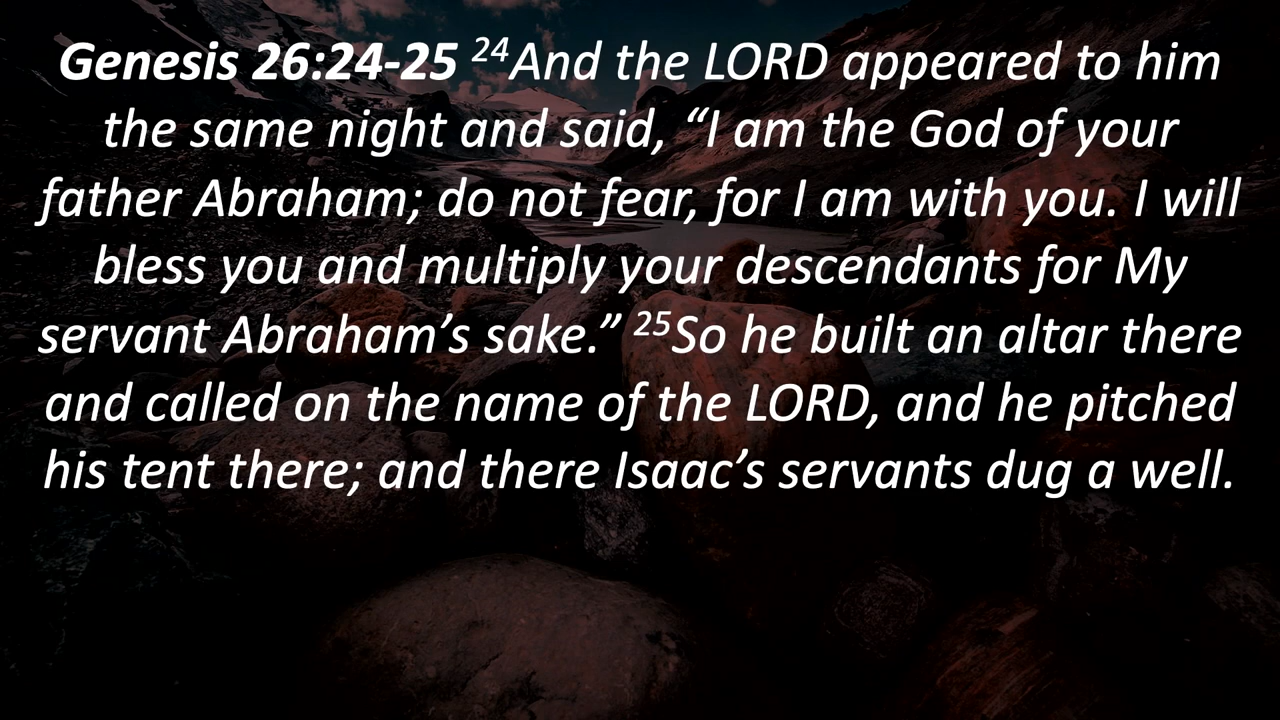 Genesis 26:24-25 24And the LORD appeared to him
the same night and said, “I am the God of your
father Abraham; do not fear, for I am with you. I will
bless you and multiply your descendants for My
servant Abraham’s sake.” 25So he built an altar there
and called on the name of the LORD, and he pitched
his tent there; and there Isaac’s servants dug a well.